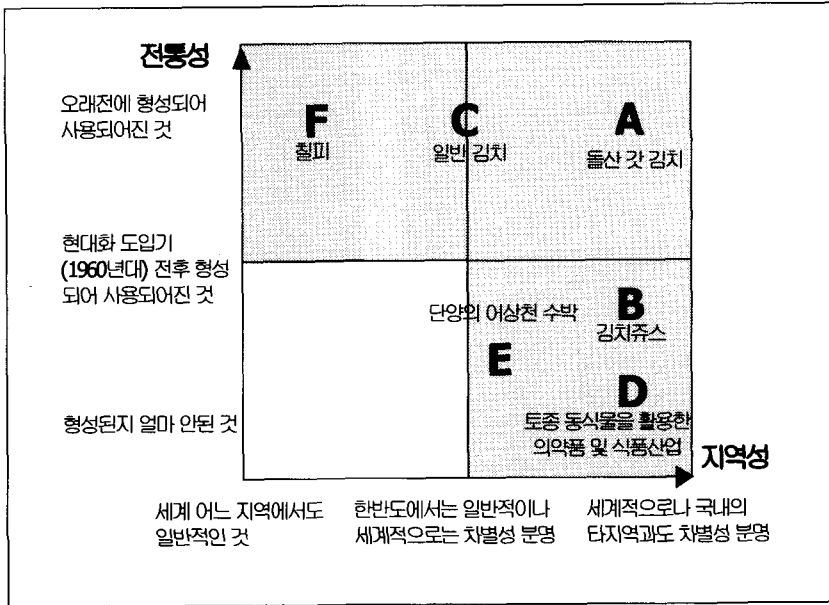 전통성
오래전에 형성되어
사용되어진 것
F
칠피
C
일반 김치
A
돌산 갓 김치
현대화 도입기
(1960년대) 전후 형성
되어 사용되어진 것
단양의 어상천 수박
B
김치쥬스
E
D
형성된지 얼마 안된 것
토종 동식물을 활용한
의약품 및 식품산업
지역성
세계 어느 지역에서도
일반적인 것
한반도에서는 일반적이나
세계적으로는 차별성 분명
세계적으로나 국내의
타지역과도 차별성 분명